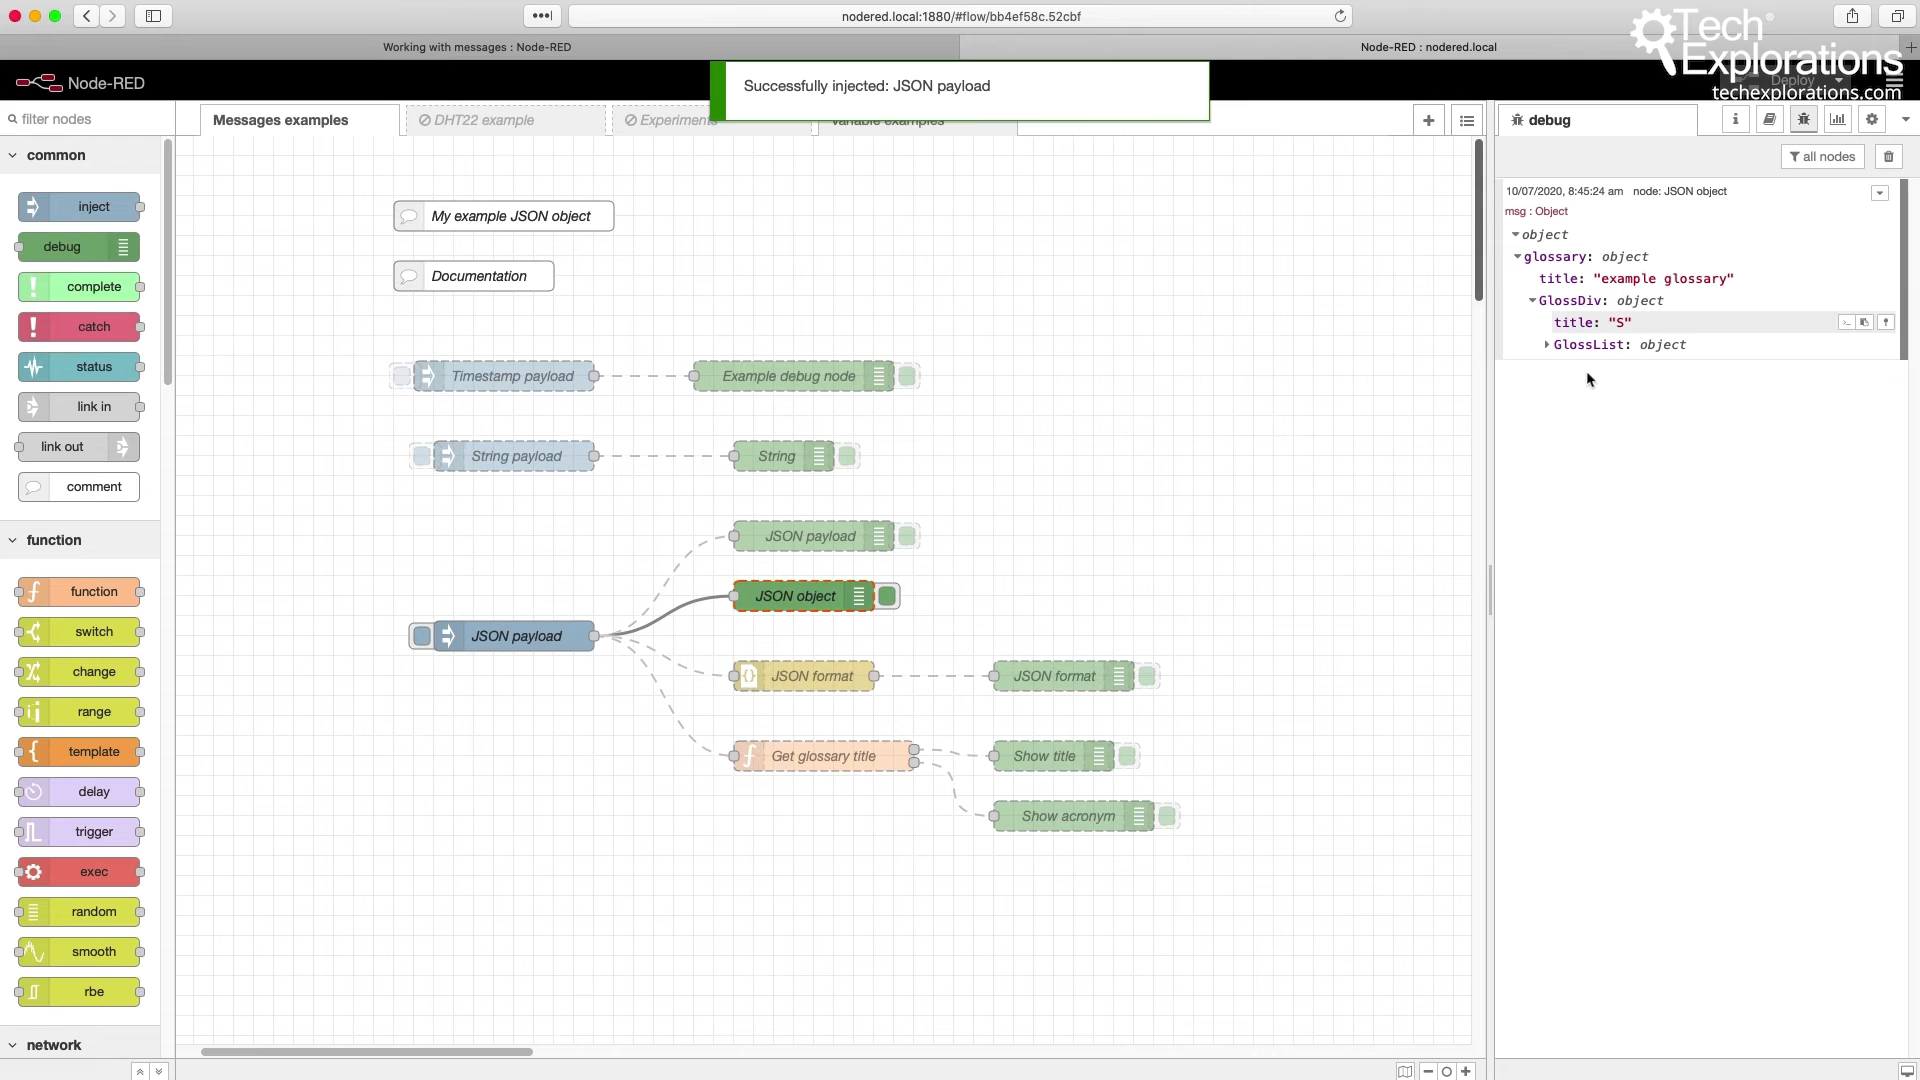 nodered.local:1880/#flow/bb4ef58c.52cbf
Working with messages : Node-RED
Node-RED : nodered.local
Tech Explorations
techexplorations.com
Node-RED
Successfully injected: JSON payload
Deploy
filter nodes
Messages examples
DHT22 example
Experiments
Variable examples
debug
all nodes
common
inject
debug
complete
catch
status
link in
link out
comment
function
function
switch
change
range
template
delay
trigger
exec
random
smooth
rbe
network
My example JSON object
Documentation
Timestamp payload
Example debug node
String payload
String
JSON payload
JSON object
JSON payload
JSON format
JSON format
Get glossary title
Show title
Show acronym
10/07/2020, 8:45:24 am node: JSON object
msg : Object
object
glossary: object
title: "example glossary"
GlossDiv: object
title: "S"
GlossList: object